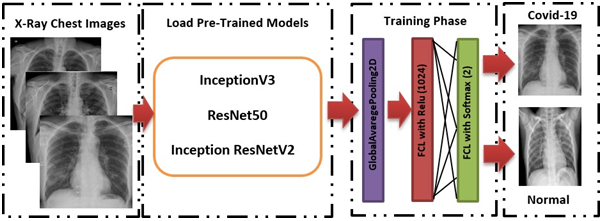 X-Ray Chest Images
Load Pre-Trained Models
Training Phase
Covid-19
InceptionV3
ResNet50
Inception ResNetV2
GlobalAvaregePooling2D
FCL with Relu (1024)
FCL with Softmax (2)
Normal